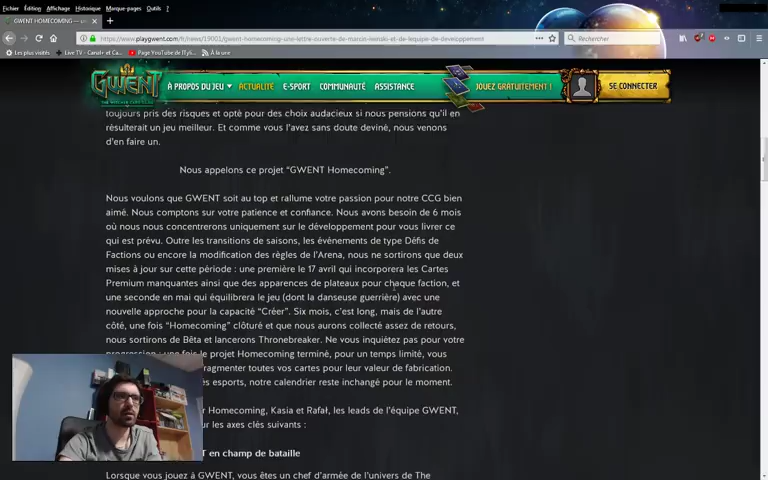 Fichier Édition Affichage Historique Marque-pages Outils ?
GWENT HOMECOMING —
https://www.playgwent.com/fr/news/19001/gwent-homecoming-une-lettre-ouverte-de-marcin-iwinski-et-de-lequipe-de-developpement
Rechercher
Les plus visités Live TV - Canal+ et Ca... Page YouTube de l'Tyli... À la une
GWENT
THE WITCHER CARD GAME
À PROPOS DU JEU ACTUALITÉ E-SPORT COMMUNAUTÉ ASSISTANCE
JOUEZ GRATUITEMENT !
SE CONNECTER
toujours pris des risques et opté pour des choix audacieux si nous pensions qu'il en
résulterait un jeu meilleur. Et comme vous l'avez sans doute deviné, nous venons
d'en faire un.
Nous appelons ce projet "GWENT Homecoming".
Nous voulons que GWENT soit au top et rallume votre passion pour notre CCG bien
aimé. Nous comptons sur votre patience et confiance. Nous avons besoin de 6 mois
où nous nous concentrerons uniquement sur le développement pour vous livrer ce
qui est prévu. Outre les transitions de saisons, les événements de type Défis de
Factions ou encore la modification des règles de l'Arena, nous ne sortirons que deux
mises à jour sur cette période : une première le 17 avril qui incorporera les Cartes
Premium manquantes ainsi que des apparences de plateaux pour chaque faction, et
une seconde en mai qui équilibrera le jeu (dont la danseuse guerrière) avec une
nouvelle approche pour la capacité "Créer". Six mois, c'est long, mais de l'autre
côté, une fois "Homecoming" clôturé et que nous aurons collecté assez de retours,
nous sortirons de Bêta et lancerons Thronebreaker. Ne vous inquiétez pas pour votre
progression : une fois le projet Homecoming terminé, pour un temps limité, vous
fragmenter toutes vos cartes pour leur valeur de fabrication.
esports, notre calendrier reste inchangé pour le moment.
Homecoming, Kasia et Rafał, les leads de l'équipe GWENT,
les axes clés suivants :
en champ de bataille
Lorsque vous jouez à GWENT, vous êtes un chef d'armée de l'univers de The